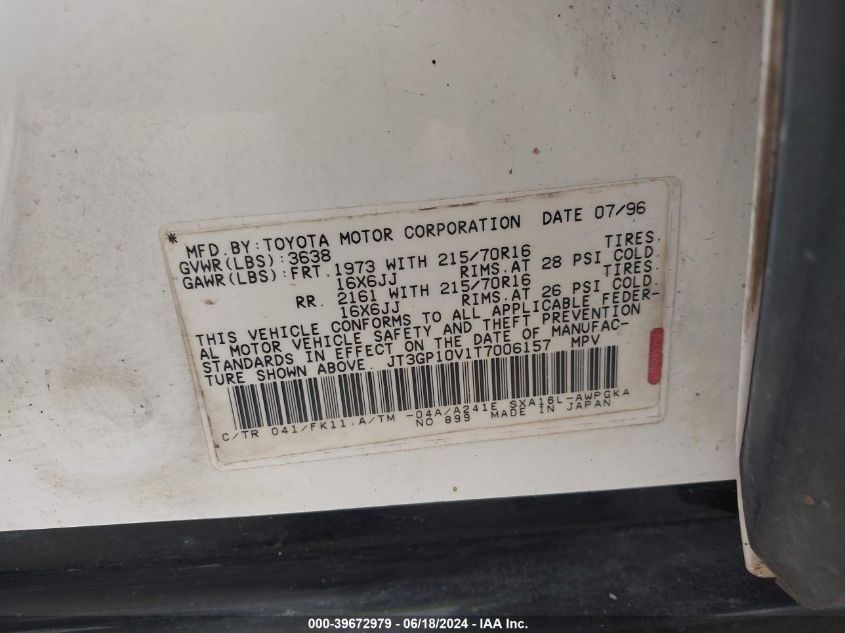 * MFD.BY:TOYOTA MOTOR CORPORATION DATE 07/96
GVWR(LBS):3638
GAWR(LBS):FRT.1973 WITH 215/70R16 TIRES.
16X6JJ RIMS.AT 28 PSI COLD.
RR. 2161 WITH 215/70R16 TIRES.
16X6JJ RIMS.AT 26 PSI COLD.
THIS VEHICLE CONFORMS TO ALL APPLICABLE FEDER-
AL MOTOR VEHICLE SAFETY AND THEFT PREVENTION
STANDARDS IN EFFECT ON THE DATE OF MANUFAC-
TURE SHOWN ABOVE. JT3GP10V1T7006157 MPV
C/TR 041/FK11.A/TM -04A/A241E SXA16L-AWPGKA
NO.899 MADE IN JAPAN
000-39672979 - 06/18/2024 - IAA Inc.